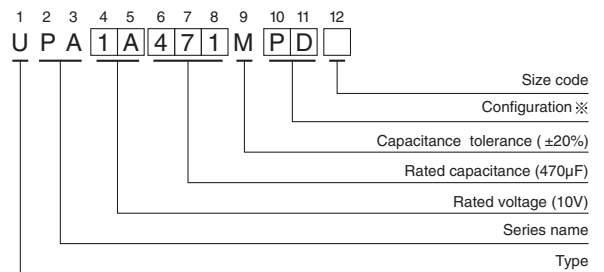 1 2 3 4 5 6 7 8 9 10 11 12
U P A 1 A 4 7 1 M P D
Size code
Configuration ※
Capacitance tolerance ( ±20%)
Rated capacitance (470µF)
Rated voltage (10V)
Series name
Type